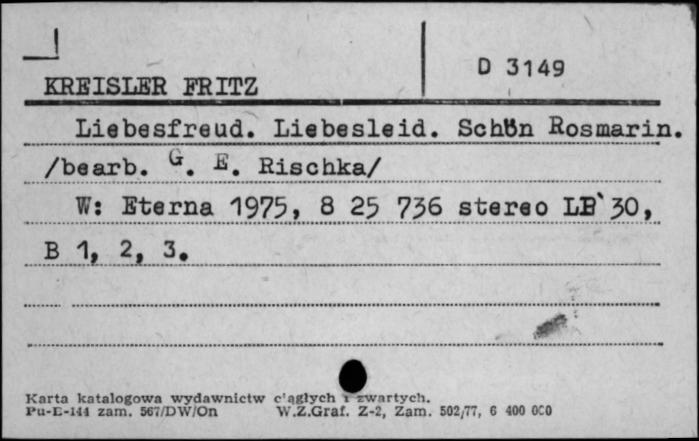 D 3149
KREISLER FRITZ
Liebesfreud. Liebesleid. Schön Rosmarin.
/bearb. G. E. Rischka/
W: Eterna 1975, 8 25 736 stereo LP 30,
B 1, 2, 3.
Karta katalogowa wydawnictw ciągłych i zwartych.
Pu-E-144 zam. 567/DW/On W.Z.Graf. Z-2, Zam. 502/77, 6 400 000